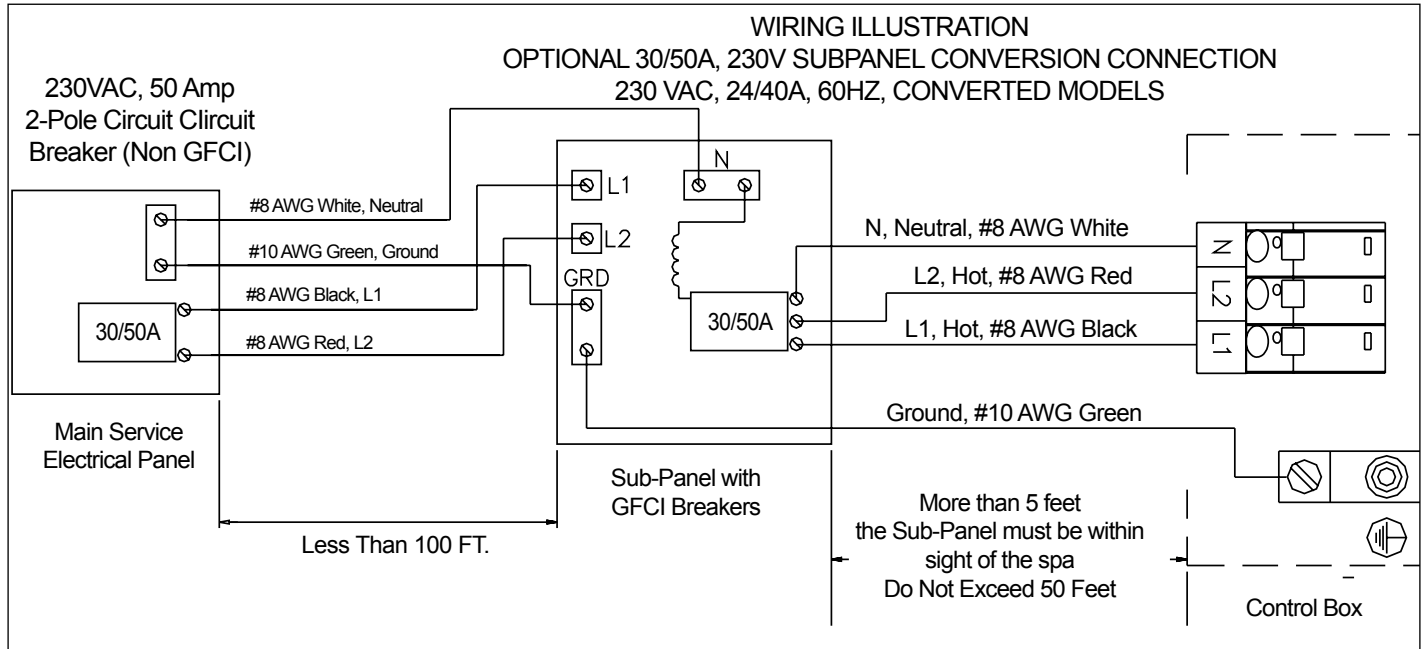 WIRING ILLUSTRATION
OPTIONAL 30/50A, 230V SUBPANEL CONVERSION CONNECTION
230 VAC, 24/40A, 60HZ, CONVERTED MODELS
230VAC, 50 Amp
2-Pole Circuit Clircuit
Breaker (Non GFCI)
#8 AWG White, Neutral
#10 AWG Green, Ground
#8 AWG Black, L1
#8 AWG Red, L2
30/50A
Main Service
Electrical Panel
Less Than 100 FT.
L1
L2
GRD
N
30/50A
Sub-Panel with
GFCI Breakers
N, Neutral, #8 AWG White
L2, Hot, #8 AWG Red
L1, Hot, #8 AWG Black
Ground, #10 AWG Green
More than 5 feet
the Sub-Panel must be within
sight of the spa
Do Not Exceed 50 Feet
N
L2
L1
Control Box